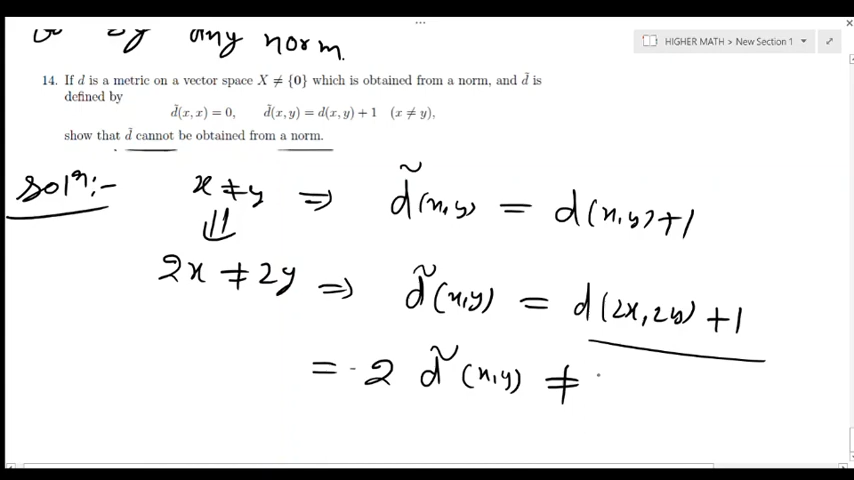 HIGHER MATH > New Section 1
by any norm.
14. If d is a metric on a vector space X ≠ {0} which is obtained from a norm, and d̃ is
defined by
d̃(x, x) = 0, d̃(x, y) = d(x, y) + 1 (x ≠ y),
show that d̃ cannot be obtained from a norm.
Solⁿ:- x ≠ y ⇒ d̃(x,y) = d(x,y)+1
⇓
2x ≠ 2y ⇒ d̃(x,y) = d(2x,2y)+1
= 2 d̃(x,y) ≠